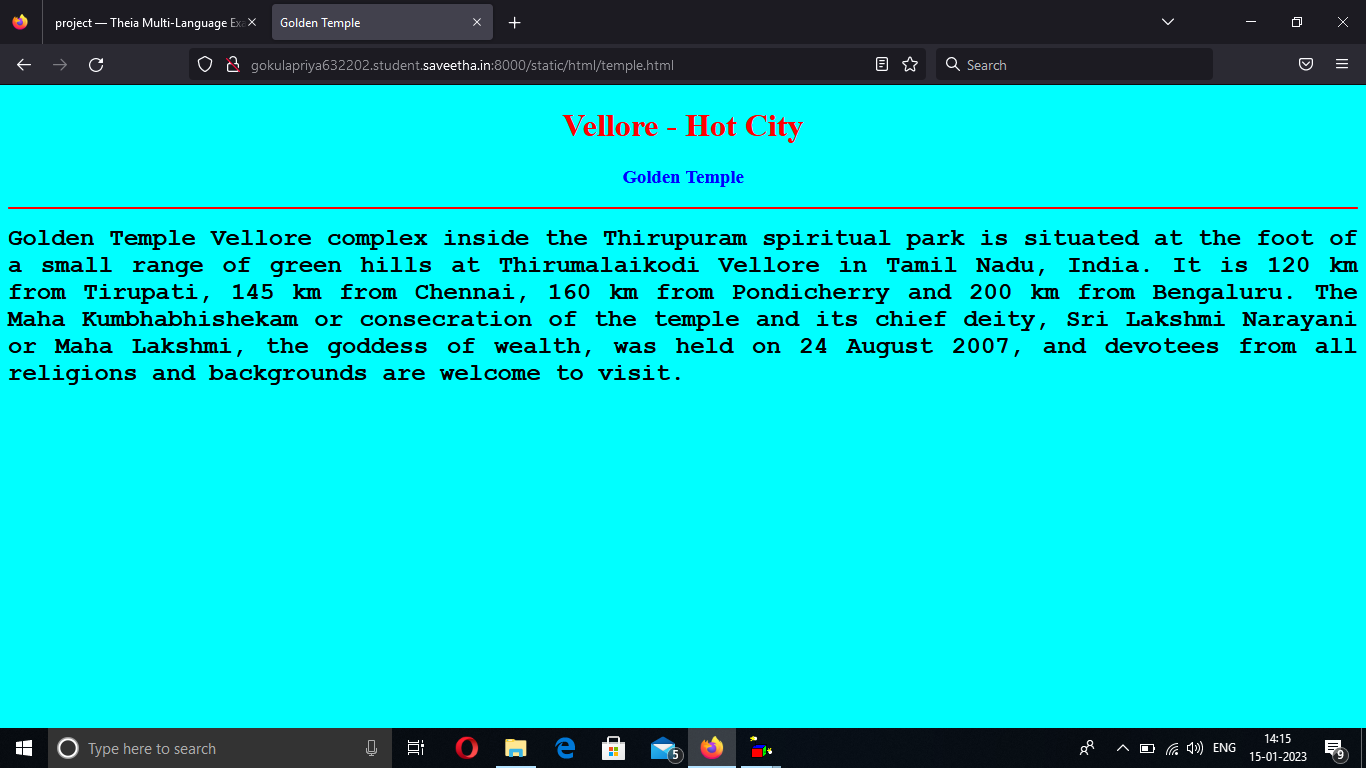 project — Theia Multi-Language Exa
Golden Temple
gokulapriya632202.student.saveetha.in:8000/static/html/temple.html
Search
Vellore - Hot City
Golden Temple
Golden Temple Vellore complex inside the Thirupuram spiritual park is situated at the foot of
a small range of green hills at Thirumalaikodi Vellore in Tamil Nadu, India. It is 120 km
from Tirupati, 145 km from Chennai, 160 km from Pondicherry and 200 km from Bengaluru. The
Maha Kumbhabhishekam or consecration of the temple and its chief deity, Sri Lakshmi Narayani
or Maha Lakshmi, the goddess of wealth, was held on 24 August 2007, and devotees from all
religions and backgrounds are welcome to visit.
Type here to search
5
ENG
14:15
15-01-2023
9